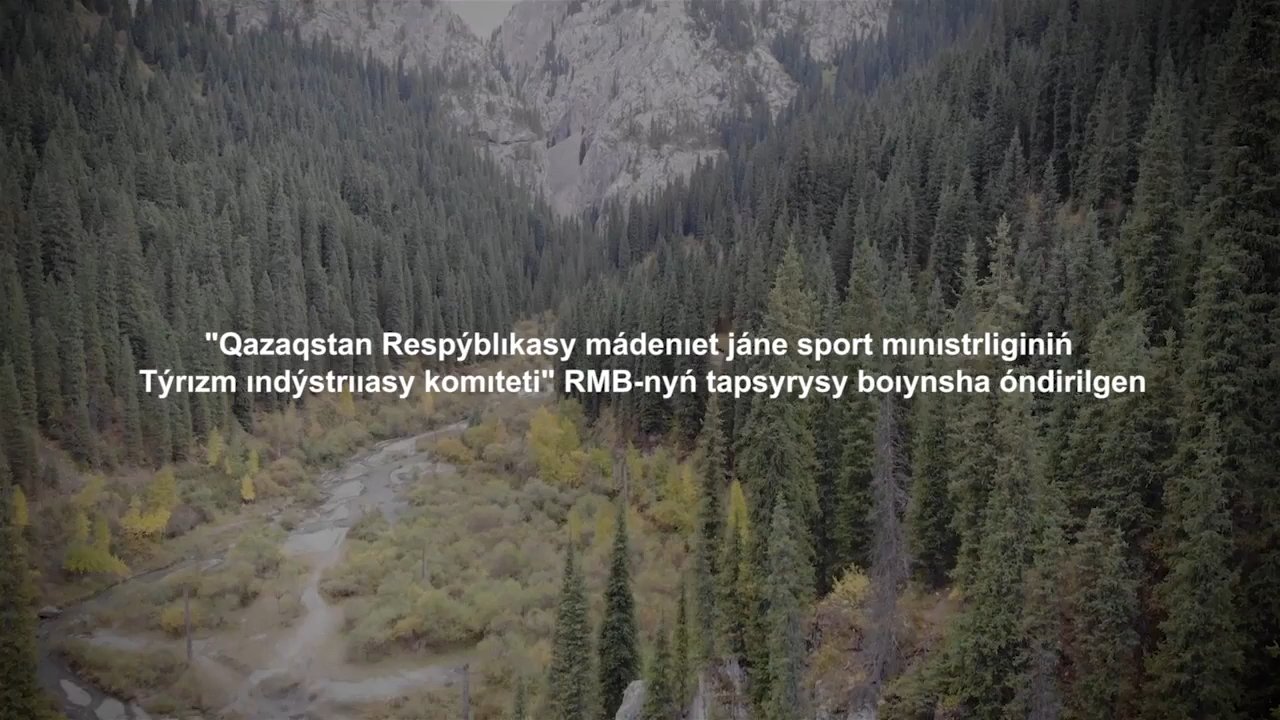 "Qazaqstan Respýblıkasy mádenıet jáne sport mınıstrliginiń
Týrızm ındýstrııasy komıteti" RMB-nyń tapsyrysy boıynsha óndirilgen